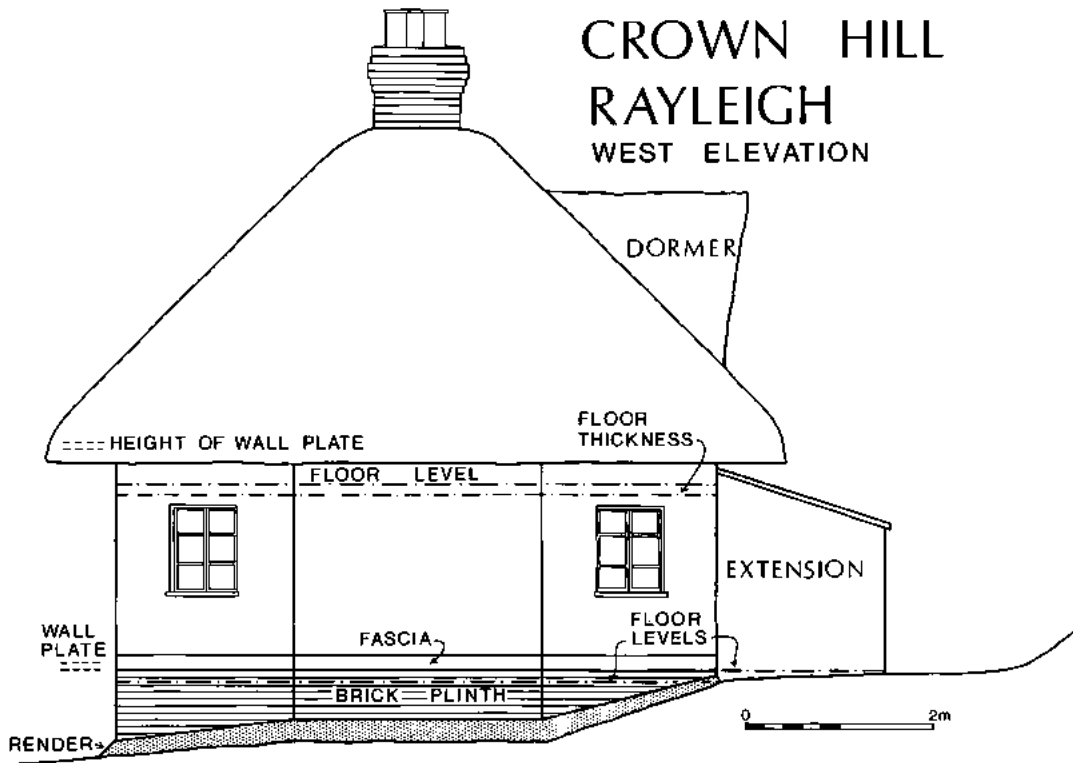 CROWN HILL
RAYLEIGH
WEST ELEVATION
DORMER
FLOOR
THICKNESS
HEIGHT OF WALL PLATE
FLOOR LEVEL
EXTENSION
WALL
PLATE
FASCIA
FLOOR
LEVELS
BRICK PLINTH
RENDER
0 2m